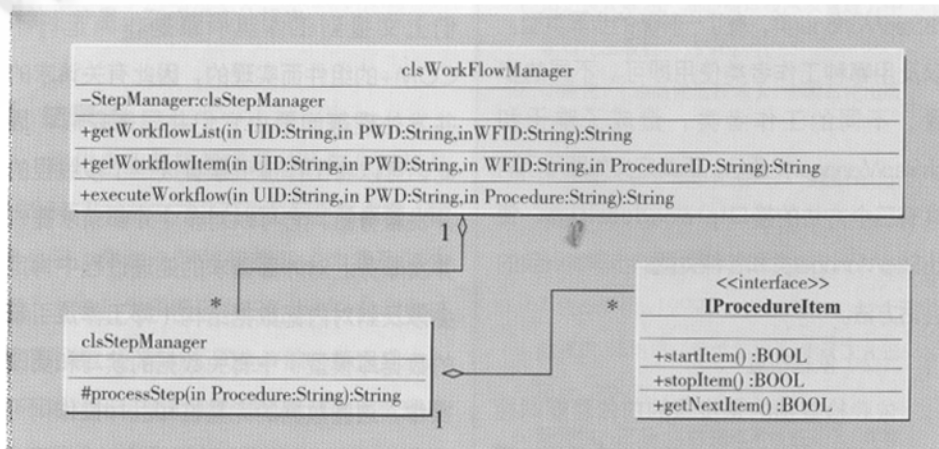 clsWorkFlowManager
-StepManager:clsStepManager
+getWorkflowList(in UID:String,in PWD:String,inWFID:String):String
+getWorkflowItem(in UID:String,in PWD:String,in WFID:String,in ProcedureID:String):String
+executeWorkflow(in UID:String,in PWD:String,in Procedure:String):String
1
*
*
<<interface>>
IProcedureItem
clsStepManager
+startItem() :BOOL
#processStep(in Procedure:String):String
+stopItem() :BOOL
+getNextItem() :BOOL
1